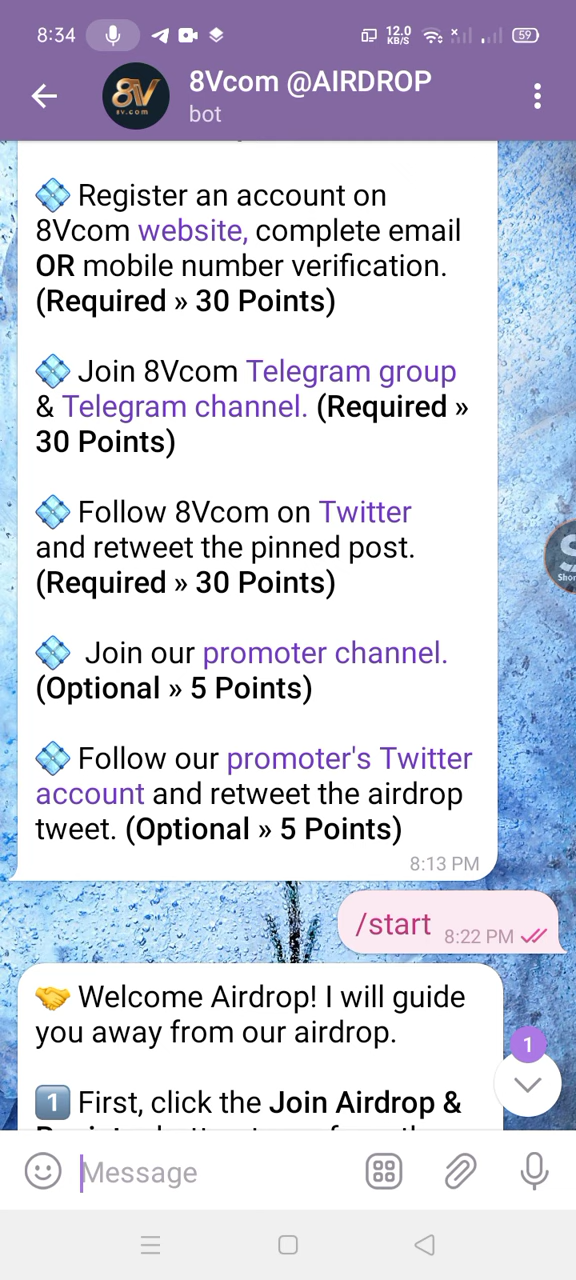 8:34 12.0 KB/S 59
8Vcom @AIRDROP
8V
8V.COM
bot
Register an account on
8Vcom website, complete email
OR mobile number verification.
(Required » 30 Points)
Join 8Vcom Telegram group
& Telegram channel. (Required »
30 Points)
Follow 8Vcom on Twitter
and retweet the pinned post.
(Required » 30 Points)
Join our promoter channel.
(Optional » 5 Points)
Follow our promoter's Twitter
account and retweet the airdrop
tweet. (Optional » 5 Points)
8:13 PM
/start 8:22 PM
Welcome Airdrop! I will guide
you away from our airdrop.
1
1 First, click the Join Airdrop &
Message